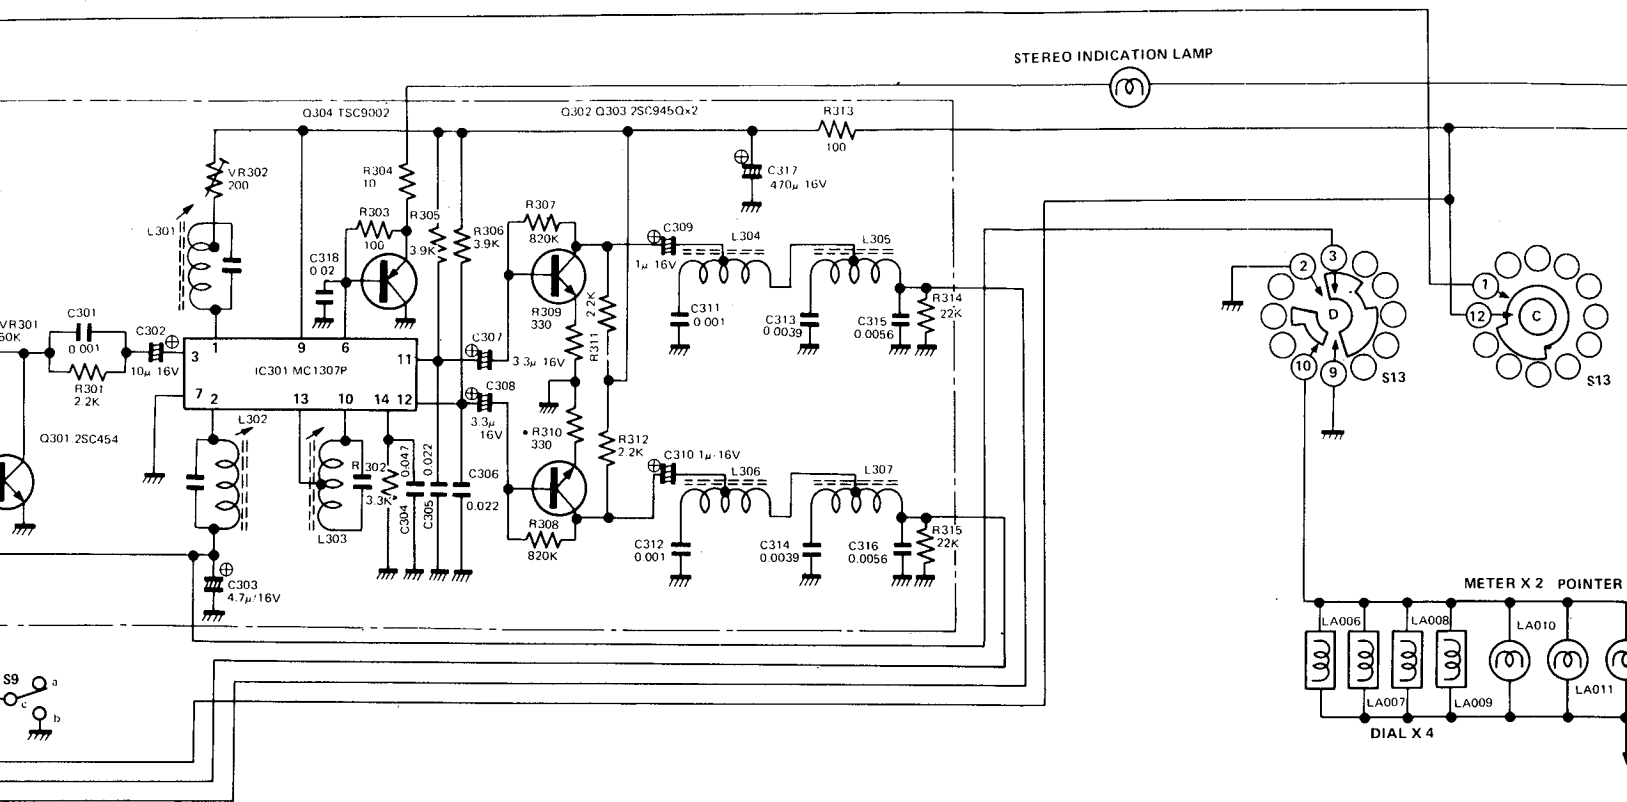 STEREO INDICATION LAMP
Q304 TSC9002
Q302 Q303 2SC945Q×2
R313
100
VR302
200
R304
10
C317
470μ 16V
R303
100
R305
3.9K
R306
3.9K
R307
820K
C309
1μ 16V
L304
L305
L301
C318
0.02
R309
330
2.2K
R311
C311
0.001
C313
0.0039
C315
0.0056
R314
22K
2
3
D
10
9
S13
1
12
C
S13
VR301
C301
0.001
C302
10μ 16V
R301
2.2K
1
9
6
3
11
IC301 MC1307P
7
2
13
10
14
12
C307
3.3μ 16V
C308
3.3μ
16V
Q301 2SC454
L302
L303
R302
3.3K
0.047
C304
0.022
C305
C306
0.022
R310
330
R312
2.2K
R308
820K
C310 1μ 16V
L306
L307
C312
0.001
C314
0.0039
C316
0.0056
R315
22K
C303
4.7μ/16V
METER X 2
POINTER
LA006
LA008
LA010
LA007
LA009
LA011
DIAL X 4
S9
a
c
b